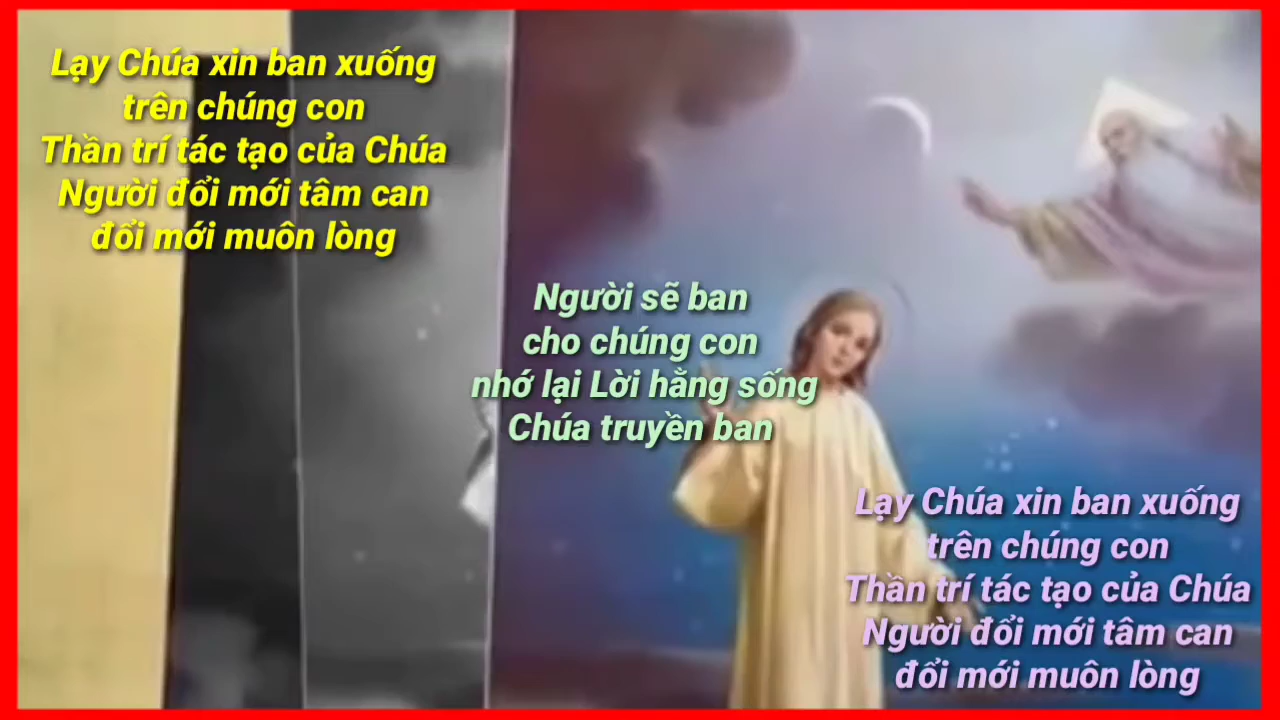 Lạy Chúa xin ban xuống
trên chúng con
Thần trí tác tạo của Chúa
Người đổi mới tâm can
đổi mới muôn lòng
Người sẽ ban
cho chúng con
nhớ lại Lời hằng sống
Chúa truyền ban
Lạy Chúa xin ban xuống
trên chúng con
Thần trí tác tạo của Chúa
Người đổi mới tâm can
đổi mới muôn lòng